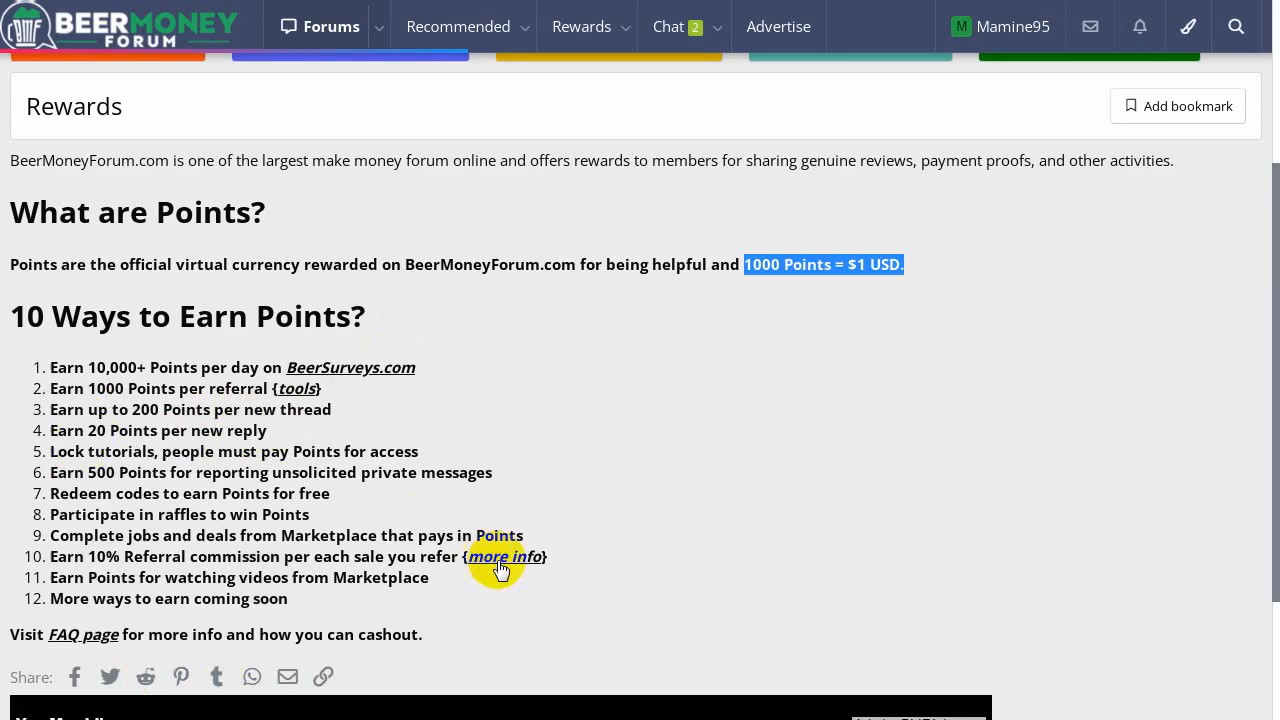 BEERMONEY
FORUM
Forums
Recommended
Rewards
Chat 2
Advertise
M Mamine95
Rewards
Add bookmark
BeerMoneyForum.com is one of the largest make money forum online and offers rewards to members for sharing genuine reviews, payment proofs, and other activities.
What are Points?
Points are the official virtual currency rewarded on BeerMoneyForum.com for being helpful and 1000 Points = $1 USD.
10 Ways to Earn Points?
1. Earn 10,000+ Points per day on BeerSurveys.com
2. Earn 1000 Points per referral {tools}
3. Earn up to 200 Points per new thread
4. Earn 20 Points per new reply
5. Lock tutorials, people must pay Points for access
6. Earn 500 Points for reporting unsolicited private messages
7. Redeem codes to earn Points for free
8. Participate in raffles to win Points
9. Complete jobs and deals from Marketplace that pays in Points
10. Earn 10% Referral commission per each sale you refer {more info}
11. Earn Points for watching videos from Marketplace
12. More ways to earn coming soon
Visit FAQ page for more info and how you can cashout.
Share: